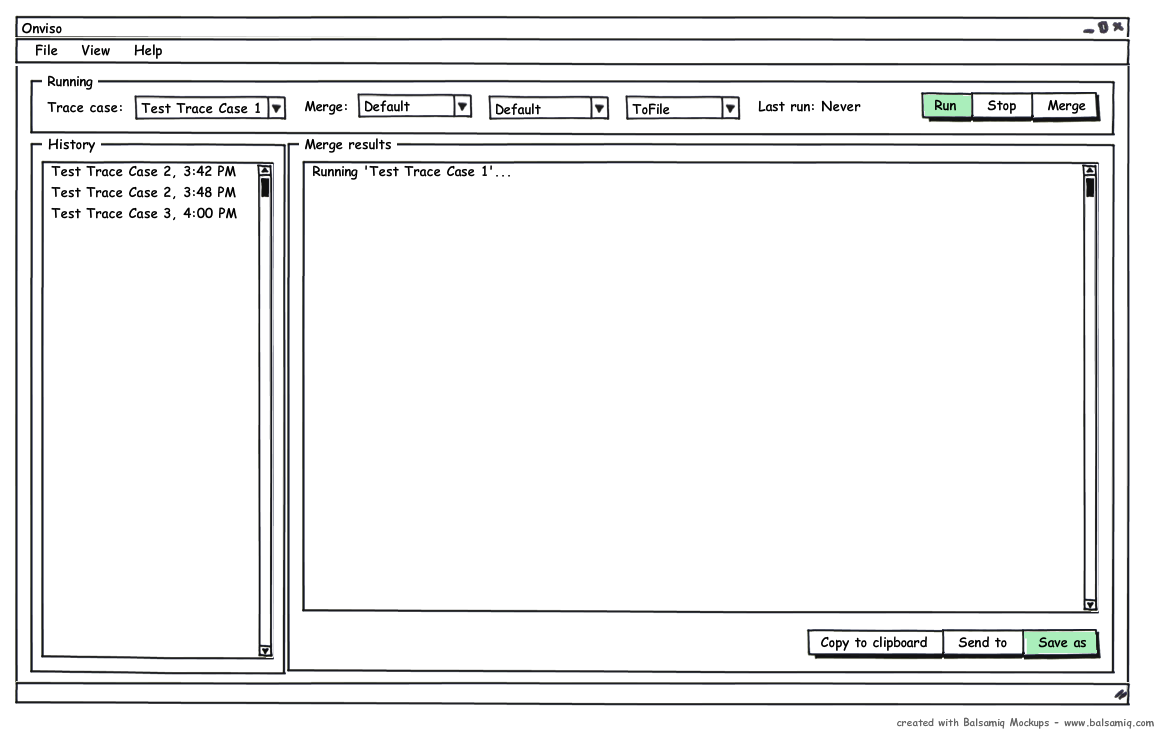 Onviso
File View Help
Running
Trace case: Test Trace Case 1 Merge: Default Default ToFile Last run: Never Run Stop Merge
History
Test Trace Case 2, 3:42 PM
Test Trace Case 2, 3:48 PM
Test Trace Case 3, 4:00 PM
Merge results
Running 'Test Trace Case 1'...
Copy to clipboard Send to Save as
created with Balsamiq Mockups - www.balsamiq.com